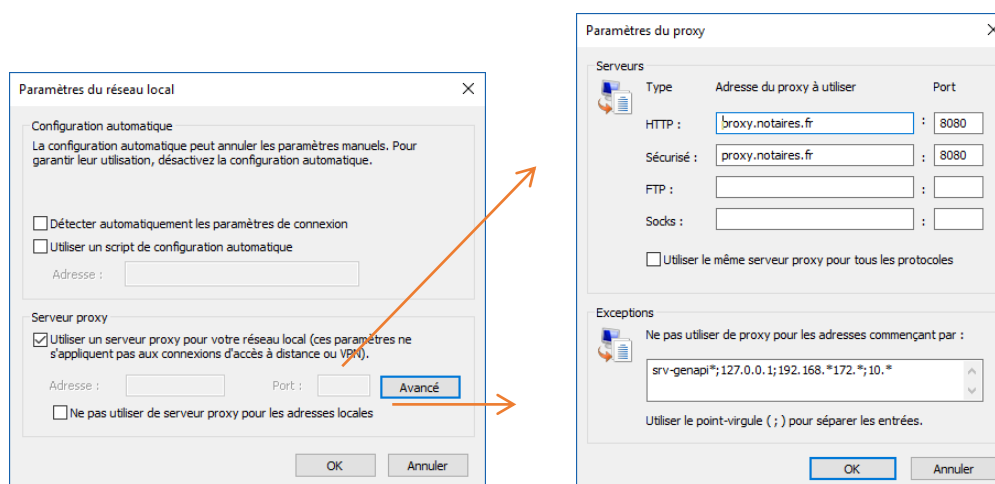 Paramètres du réseau local
Configuration automatique
La configuration automatique peut annuler les paramètres manuels. Pour
garantir leur utilisation, désactivez la configuration automatique.
Détecter automatiquement les paramètres de connexion
Utiliser un script de configuration automatique
Adresse :
Serveur proxy
Utiliser un serveur proxy pour votre réseau local (ces paramètres ne
s'appliquent pas aux connexions d'accès à distance ou VPN).
Adresse : Port : Avancé
Ne pas utiliser de serveur proxy pour les adresses locales
OK Annuler
Paramètres du proxy
Serveurs
Type Adresse du proxy à utiliser Port
HTTP : proxy.notaires.fr : 8080
Sécurisé : proxy.notaires.fr : 8080
FTP : :
Socks : :
Utiliser le même serveur proxy pour tous les protocoles
Exceptions
Ne pas utiliser de proxy pour les adresses commençant par :
srv-genapi*;127.0.0.1;192.168.*172.*;10.*
Utiliser le point-virgule ( ; ) pour séparer les entrées.
OK Annuler